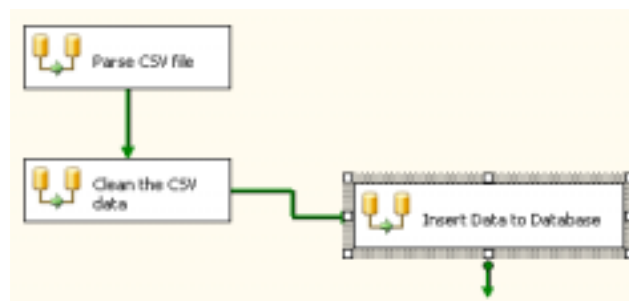 Parse CSV file
Clean the CSV
data
Insert Data to Database